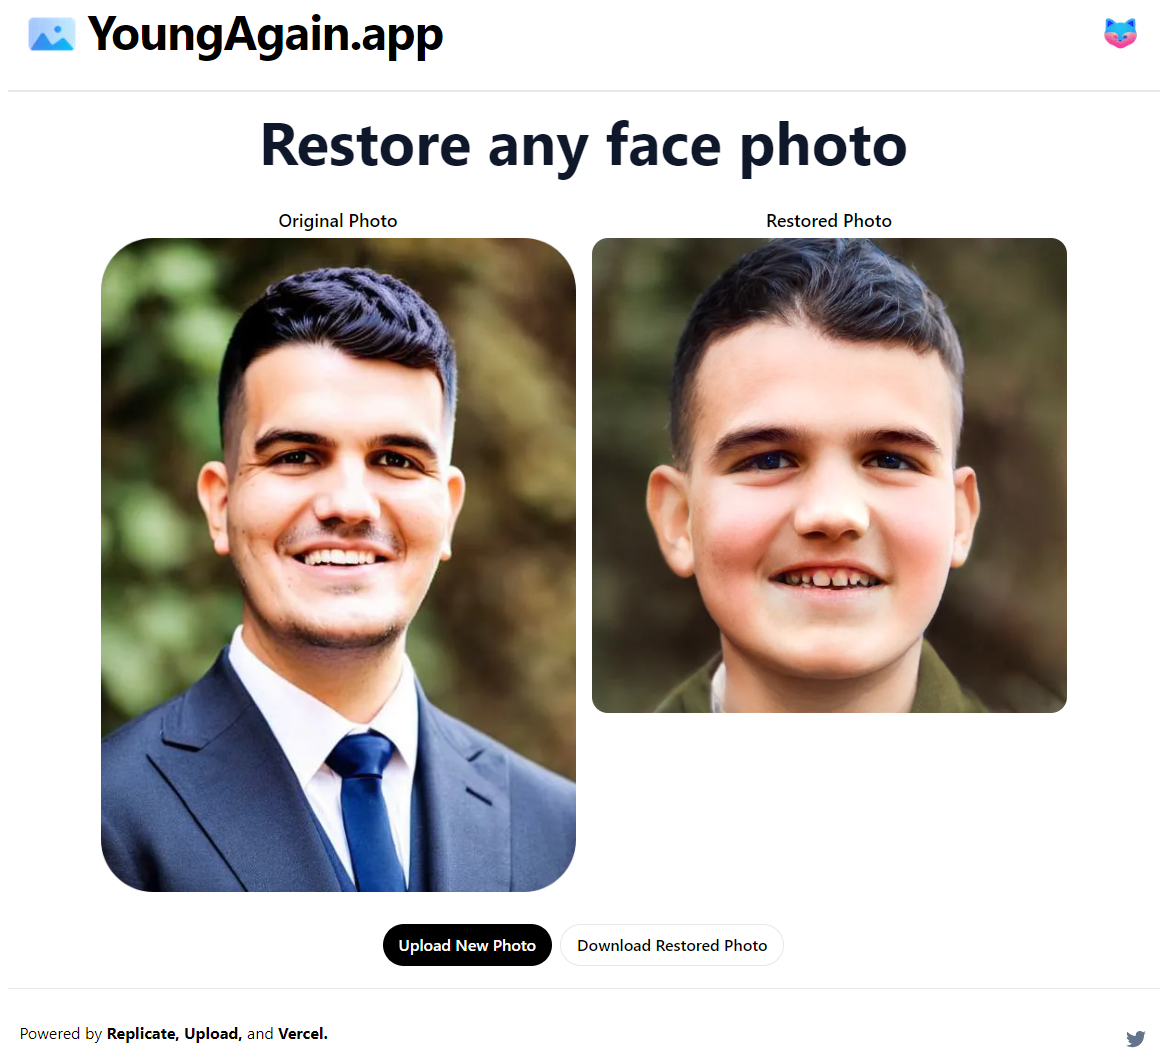 YoungAgain.app
Restore any face photo
Original Photo
Restored Photo
Upload New Photo
Download Restored Photo
Powered by Replicate, Upload, and Vercel.